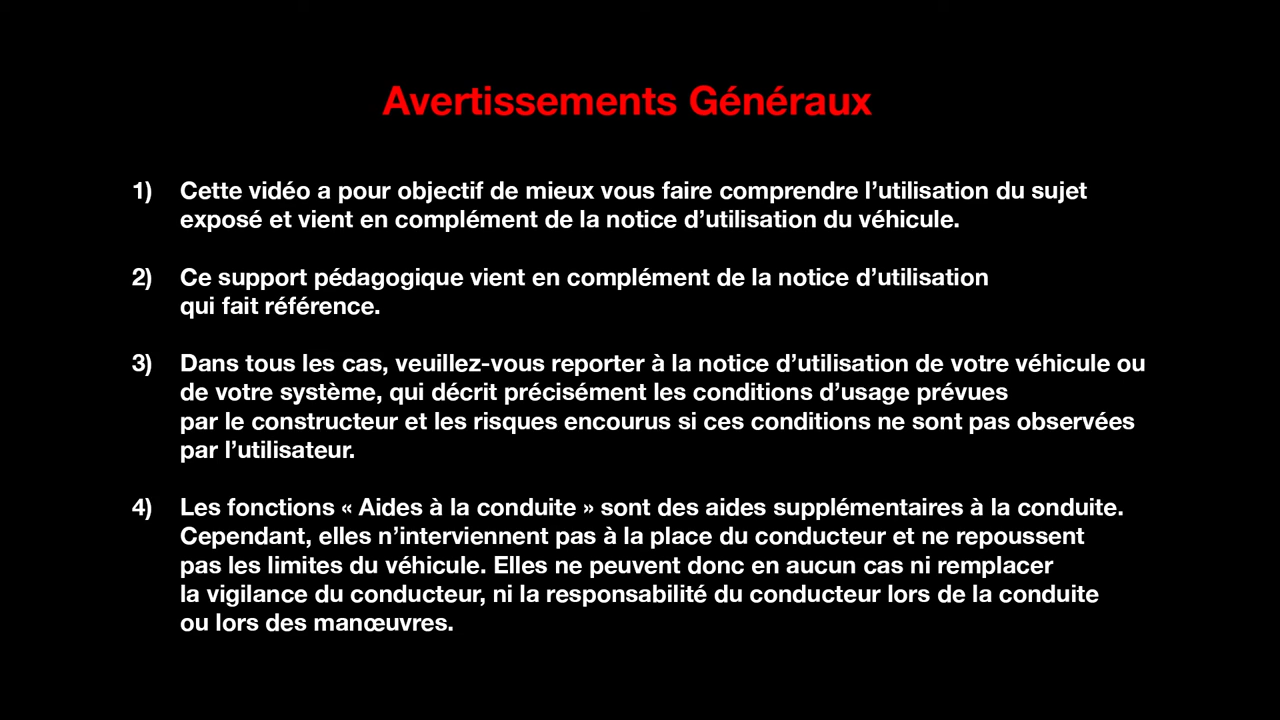 Avertissements Généraux
1) Cette vidéo a pour objectif de mieux vous faire comprendre l’utilisation du sujet
exposé et vient en complément de la notice d’utilisation du véhicule.
2) Ce support pédagogique vient en complément de la notice d’utilisation
qui fait référence.
3) Dans tous les cas, veuillez-vous reporter à la notice d’utilisation de votre véhicule ou
de votre système, qui décrit précisément les conditions d’usage prévues
par le constructeur et les risques encourus si ces conditions ne sont pas observées
par l’utilisateur.
4) Les fonctions « Aides à la conduite » sont des aides supplémentaires à la conduite.
Cependant, elles n’interviennent pas à la place du conducteur et ne repoussent
pas les limites du véhicule. Elles ne peuvent donc en aucun cas ni remplacer
la vigilance du conducteur, ni la responsabilité du conducteur lors de la conduite
ou lors des manœuvres.